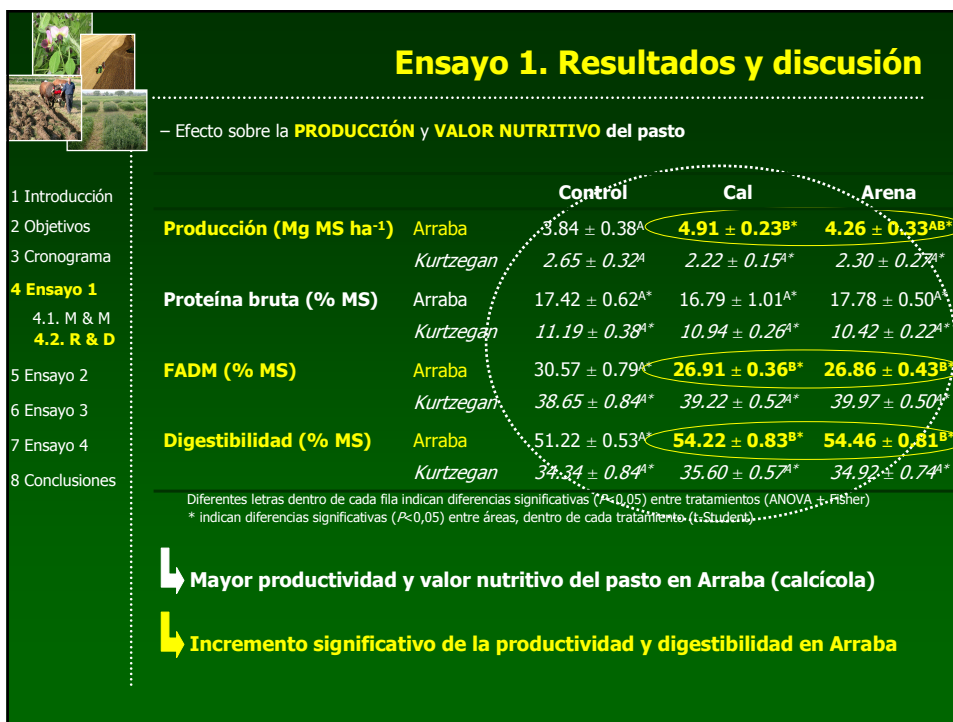 Ensayo 1. Resultados y discusión
– Efecto sobre la PRODUCCIÓN y VALOR NUTRITIVO del pasto
1 Introducción
2 Objetivos
3 Cronograma
4 Ensayo 1
4.1. M & M
4.2. R & D
5 Ensayo 2
6 Ensayo 3
7 Ensayo 4
8 Conclusiones
Control Cal Arena
Producción (Mg MS ha-1) Arraba 3.84 ± 0.38A 4.91 ± 0.23B* 4.26 ± 0.33AB*
Kurtzegan 2.65 ± 0.32A 2.22 ± 0.15A* 2.30 ± 0.27A*
Proteína bruta (% MS) Arraba 17.42 ± 0.62A* 16.79 ± 1.01A* 17.78 ± 0.50A*
Kurtzegan 11.19 ± 0.38A* 10.94 ± 0.26A* 10.42 ± 0.22A*
FADM (% MS) Arraba 30.57 ± 0.79A* 26.91 ± 0.36B* 26.86 ± 0.43B*
Kurtzegan 38.65 ± 0.84A* 39.22 ± 0.52A* 39.97 ± 0.50A*
Digestibilidad (% MS) Arraba 51.22 ± 0.53A* 54.22 ± 0.83B* 54.46 ± 0.81B*
Kurtzegan 34.34 ± 0.84A* 35.60 ± 0.57A* 34.92 ± 0.74A*
Diferentes letras dentro de cada fila indican diferencias significativas (P<0,05) entre tratamientos (ANOVA + Fisher)
* indican diferencias significativas (P<0,05) entre áreas, dentro de cada tratamiento (t-Student)
Mayor productividad y valor nutritivo del pasto en Arraba (calcícola)
Incremento significativo de la productividad y digestibilidad en Arraba